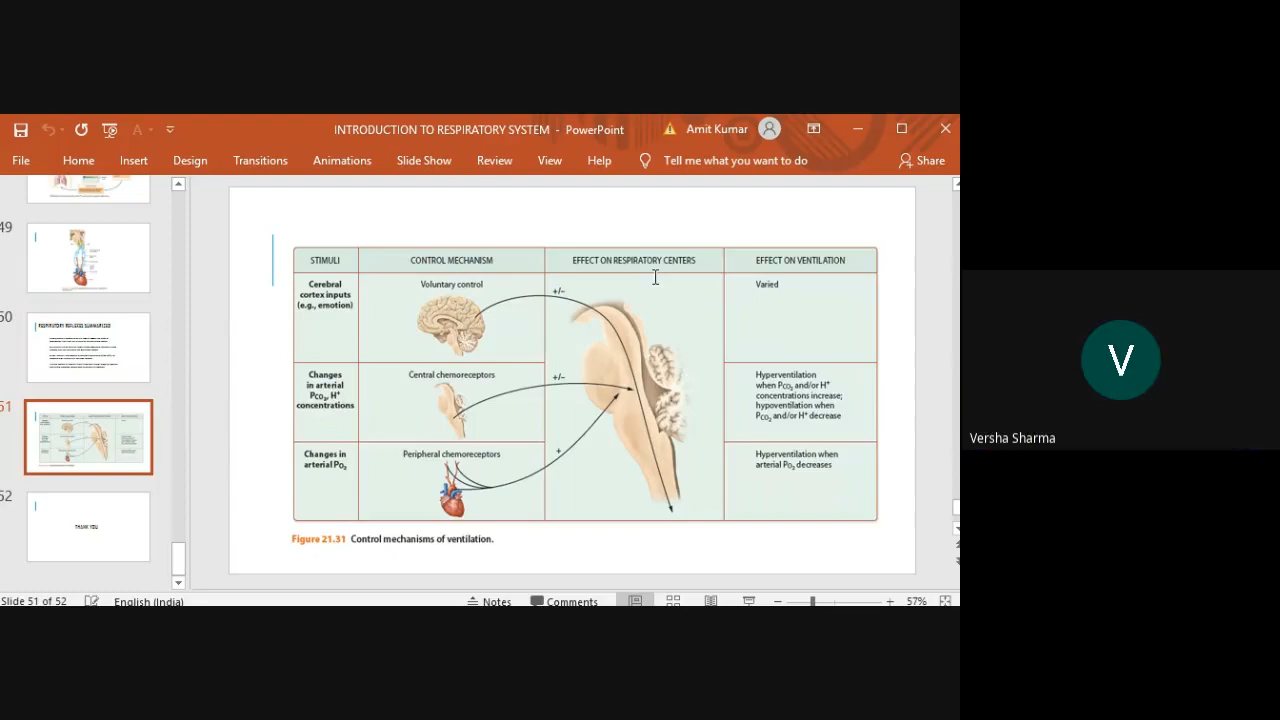 INTRODUCTION TO RESPIRATORY SYSTEM - PowerPoint
Amit Kumar
File Home Insert Design Transitions Animations Slide Show Review View Help Tell me what you want to do Share
49
50
RESPIRATORY REFLEXES SUMMARIZED
51
52
THANK YOU
STIMULI CONTROL MECHANISM EFFECT ON RESPIRATORY CENTERS EFFECT ON VENTILATION
Cerebral
cortex inputs
(e.g., emotion)
Voluntary control
+/–
Varied
Changes
in arterial
PCO₂, H⁺
concentrations
Central chemoreceptors
+/–
Hyperventilation
when PCO₂ and/or H⁺
concentrations increase;
hypoventilation when
PCO₂ and/or H⁺ decrease
Changes in
arterial PO₂
Peripheral chemoreceptors
+
Hyperventilation when
arterial PO₂ decreases
Figure 21.31 Control mechanisms of ventilation.
Slide 51 of 52 English (India) Notes Comments 57%
V
Versha Sharma